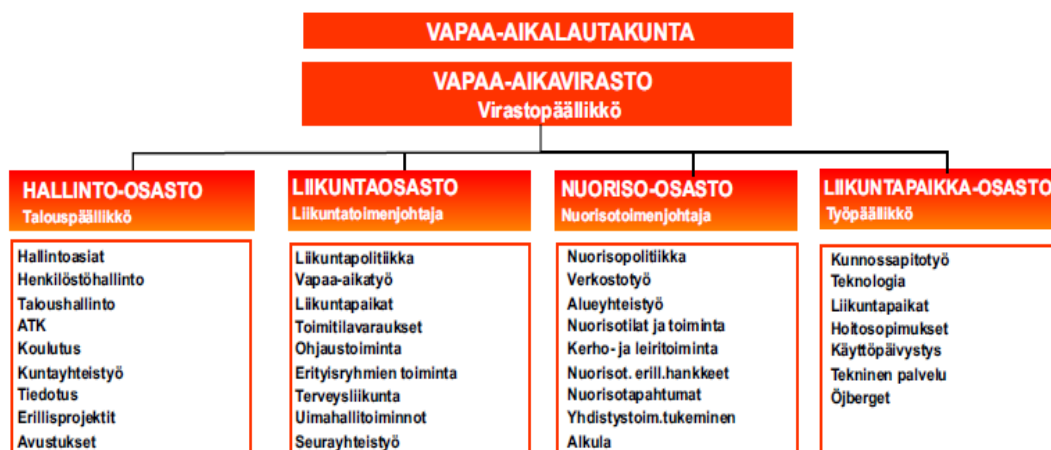 VAPAA-AIKALAUTAKUNTA
VAPAA-AIKAVIRASTO
Virastopäällikkö
HALLINTO-OSASTO
Talouspäällikkö
Hallintoasiat
Henkilöstöhallinto
Taloushallinto
ATK
Koulutus
Kuntayhteistyö
Tiedotus
Erillisprojektit
Avustukset
LIIKUNTAOSASTO
Liikuntatoimenjohtaja
Liikuntapolitiikka
Vapaa-aikatyö
Liikuntapaikat
Toimitilavaraukset
Ohjaustoiminta
Erityisryhmien toiminta
Terveysliikunta
Uimahallitoiminnot
Seurayhteistyö
NUORISO-OSASTO
Nuorisotoimenjohtaja
Nuorisopolitiikka
Verkostotyö
Alueyhteistyö
Nuorisotilat ja toiminta
Kerho- ja leiritoiminta
Nuorisot. erill.hankkeet
Nuorisotapahtumat
Yhdistystoim.tukeminen
Alkula
LIIKUNTAPAIKKA-OSASTO
Työpäällikkö
Kunnossapitotyö
Teknologia
Liikuntapaikat
Hoitosopimukset
Käyttöpäivystys
Tekninen palvelu
Öjberget